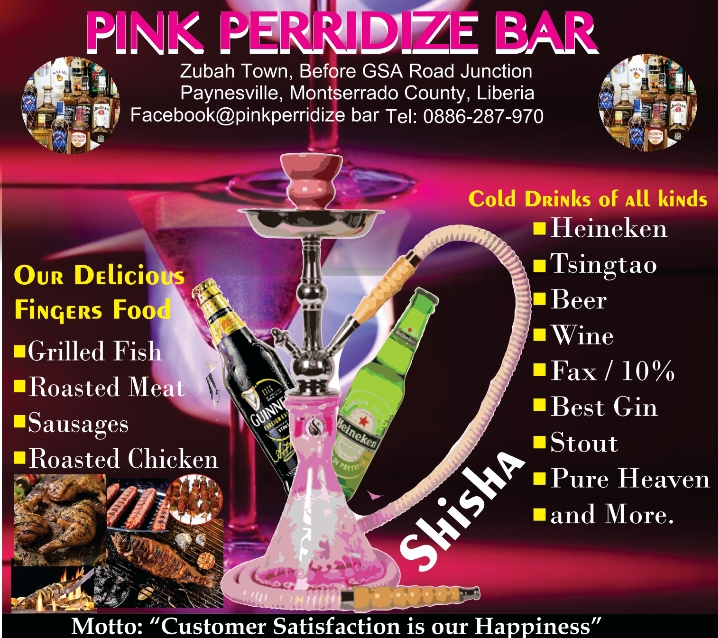 PINK PERRIDIZE BAR
Zubah Town, Before GSA Road Junction
Paynesville, Montserrado County, Liberia
Facebook@pinkperridize bar Tel: 0886-287-970
Cold Drinks of all kinds
Heineken
Tsingtao
Beer
Wine
Fax / 10%
Best Gin
Stout
Pure Heaven
and More.
Our Delicious
Fingers Food
Grilled Fish
Roasted Meat
Sausages
Roasted Chicken
GUINNESS
Heineken
Shisha
Motto: “Customer Satisfaction is our Happiness”